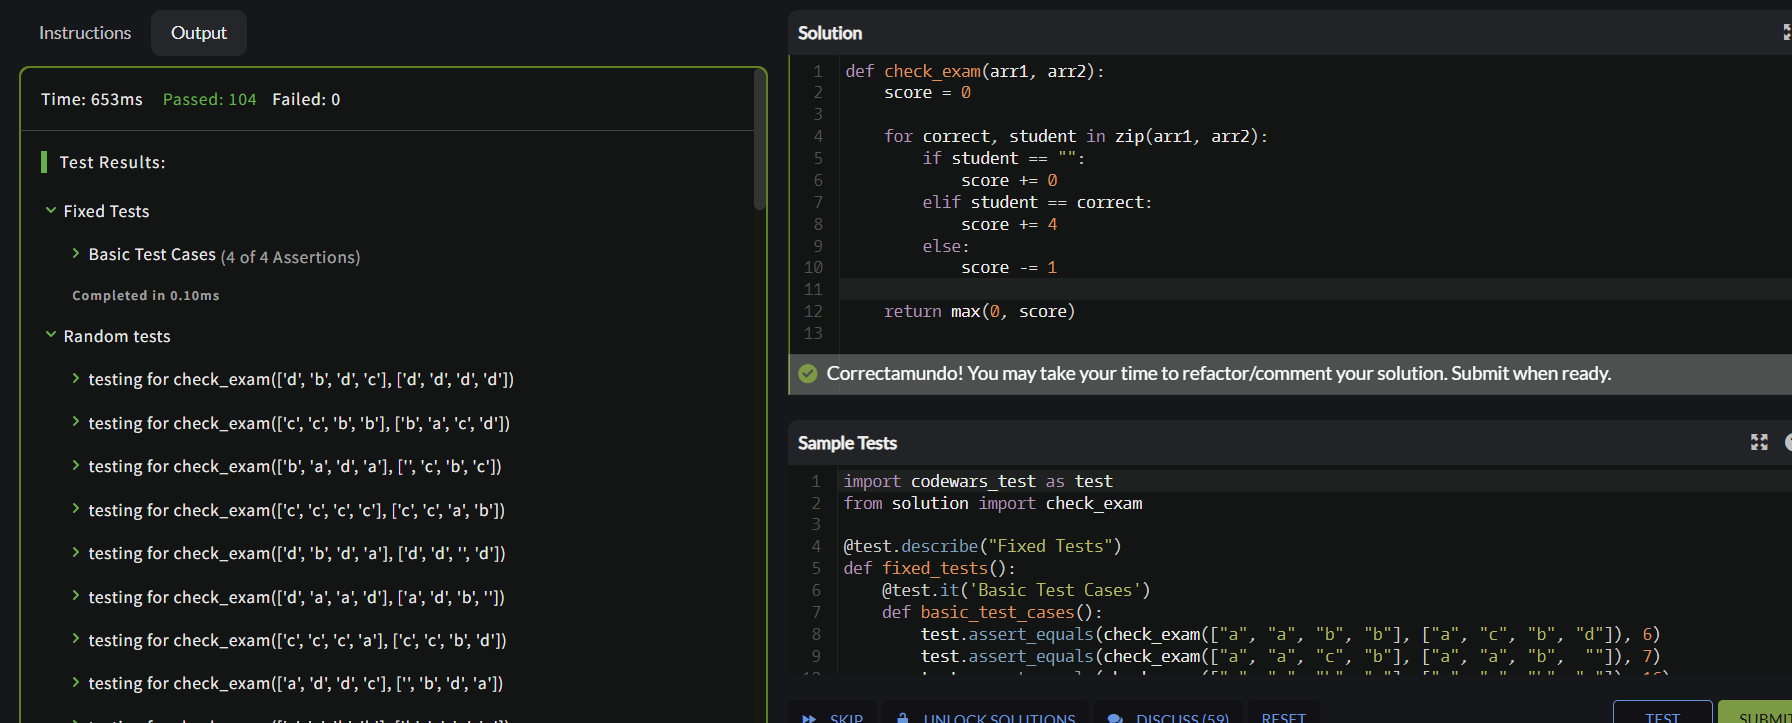 Instructions
Output
Time: 653ms Passed: 104 Failed: 0
Test Results:
Fixed Tests
Basic Test Cases (4 of 4 Assertions)
Completed in 0.10ms
Random tests
testing for check_exam(['d', 'b', 'd', 'c'], ['d', 'd', 'd', 'd'])
testing for check_exam(['c', 'c', 'b', 'b'], ['b', 'a', 'c', 'd'])
testing for check_exam(['b', 'a', 'd', 'a'], ['', 'c', 'b', 'c'])
testing for check_exam(['c', 'c', 'c', 'c'], ['c', 'c', 'a', 'b'])
testing for check_exam(['d', 'b', 'd', 'a'], ['d', 'd', '', 'd'])
testing for check_exam(['d', 'a', 'a', 'd'], ['a', 'd', 'b', ''])
testing for check_exam(['c', 'c', 'c', 'a'], ['c', 'c', 'b', 'd'])
testing for check_exam(['a', 'd', 'd', 'c'], ['', 'b', 'd', 'a'])
Solution
1 def check_exam(arr1, arr2):
2     score = 0
3
4     for correct, student in zip(arr1, arr2):
5         if student == "":
6             score += 0
7         elif student == correct:
8             score += 4
9         else:
10             score -= 1
11
12     return max(0, score)
13
Correctamundo! You may take your time to refactor/comment your solution. Submit when ready.
Sample Tests
1 import codewars_test as test
2 from solution import check_exam
3
4 @test.describe("Fixed Tests")
5 def fixed_tests():
6     @test.it('Basic Test Cases')
7     def basic_test_cases():
8         test.assert_equals(check_exam(["a", "a", "b", "b"], ["a", "c", "b", "d"]), 6)
9         test.assert_equals(check_exam(["a", "a", "c", "b"], ["a", "a", "b",  ""]), 7)
SKIP
UNLOCK SOLUTIONS
DISCUSS (59)
RESET
TEST
SUBMI